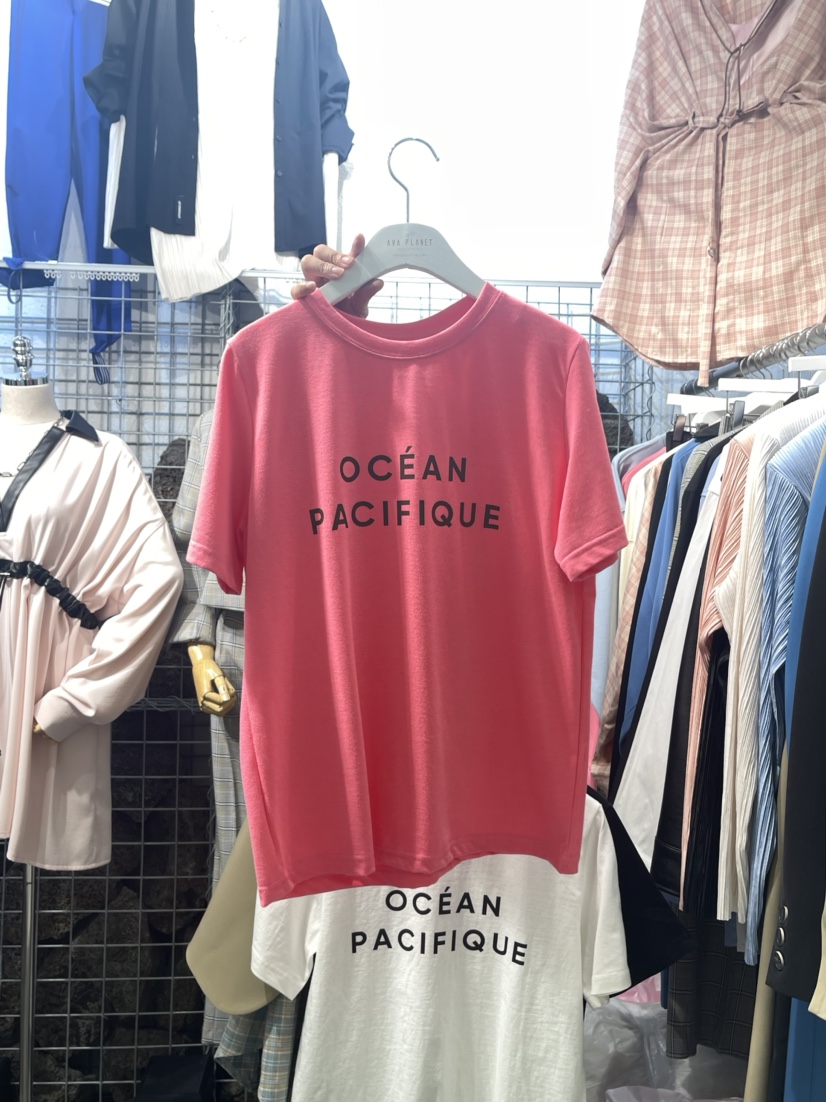 AVA PLANET
OCÉAN
PACIFIQUE
OCÉAN
PACIFIQUE